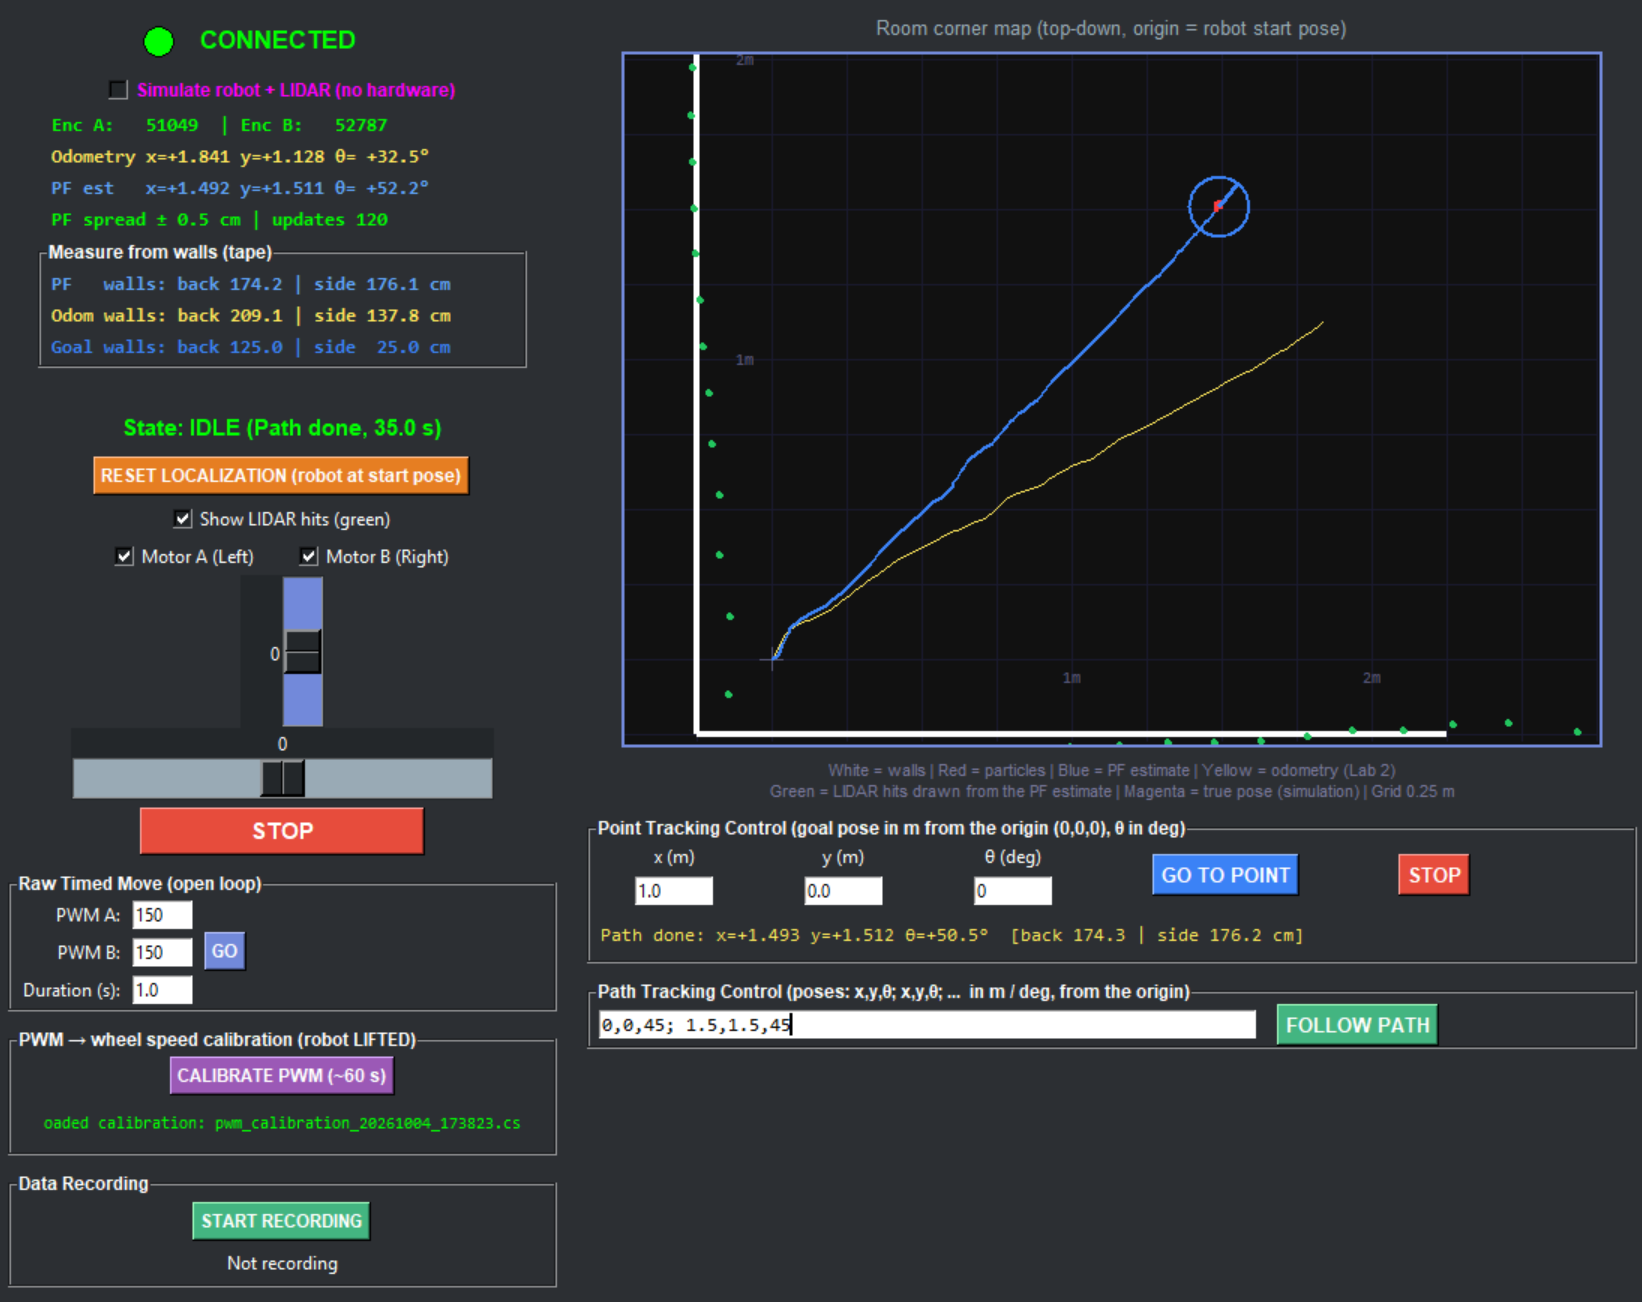 CONNECTED
Simulate robot + LIDAR (no hardware)
Enc A:   51049  | Enc B:   52787
Odometry x=+1.841 y=+1.128 θ= +32.5°
PF est   x=+1.492 y=+1.511 θ= +52.2°
PF spread ± 0.5 cm | updates 120
Measure from walls (tape)
PF   walls: back 174.2 | side 176.1 cm
Odom walls: back 209.1 | side 137.8 cm
Goal walls: back 125.0 | side  25.0 cm
State: IDLE (Path done, 35.0 s)
RESET LOCALIZATION (robot at start pose)
Show LIDAR hits (green)
Motor A (Left)
Motor B (Right)
0
0
STOP
Raw Timed Move (open loop)
PWM A: 150
PWM B: 150
GO
Duration (s): 1.0
PWM → wheel speed calibration (robot LIFTED)
CALIBRATE PWM (~60 s)
oaded calibration: pwm_calibration_20261004_173823.cs
Data Recording
START RECORDING
Not recording
Room corner map (top-down, origin = robot start pose)
2m
1m
1m
2m
White = walls | Red = particles | Blue = PF estimate | Yellow = odometry (Lab 2)
Green = LIDAR hits drawn from the PF estimate | Magenta = true pose (simulation) | Grid 0.25 m
Point Tracking Control (goal pose in m from the origin (0,0,0), θ in deg)
x (m)
y (m)
θ (deg)
1.0
0.0
0
GO TO POINT
STOP
Path done: x=+1.493 y=+1.512 θ=+50.5°  [back 174.3 | side 176.2 cm]
Path Tracking Control (poses: x,y,θ; x,y,θ; ...  in m / deg, from the origin)
0,0,45; 1.5,1.5,45
FOLLOW PATH